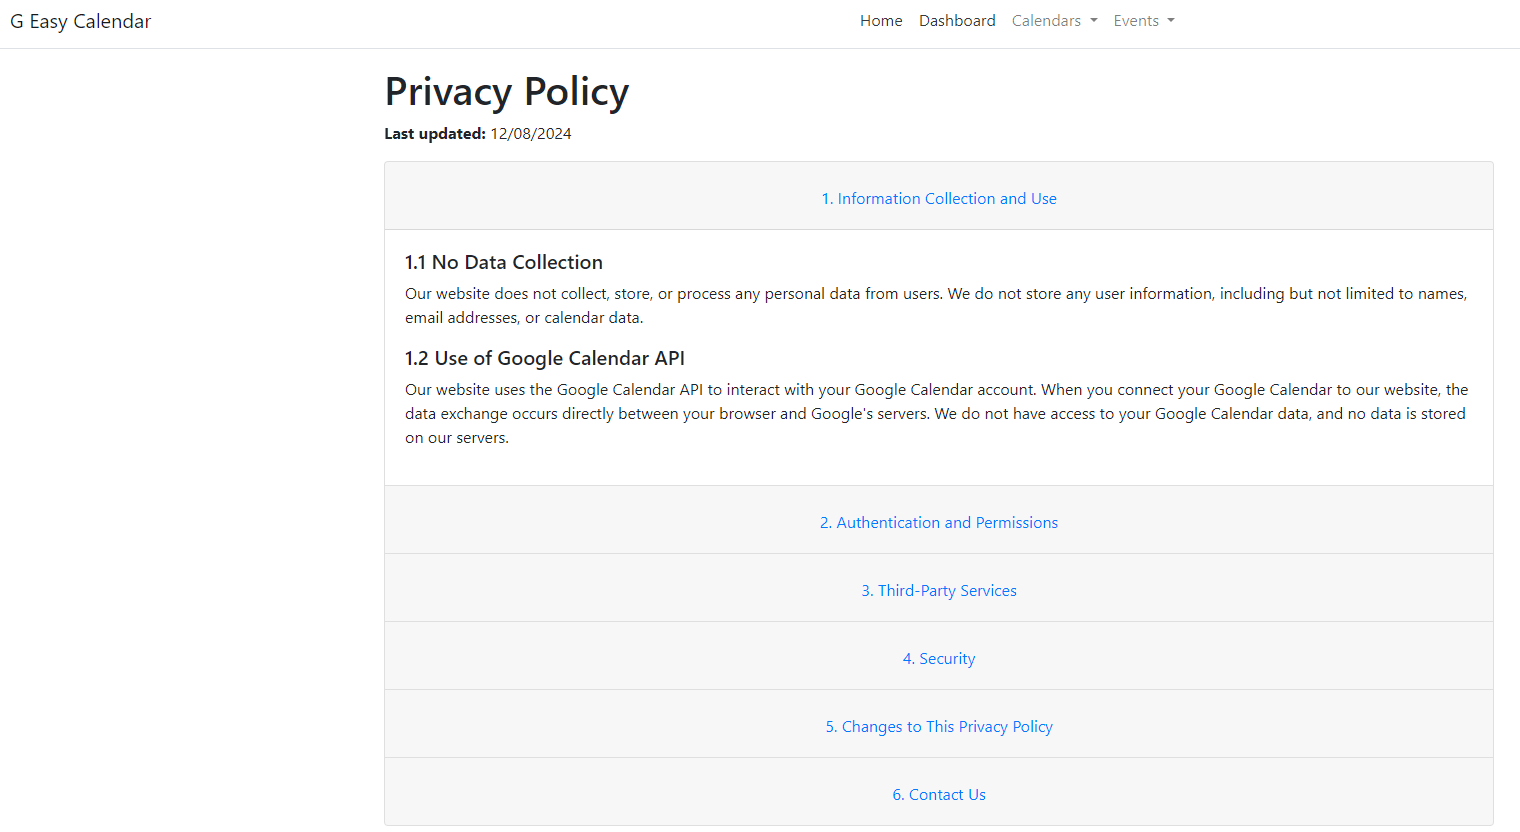 G Easy Calendar
Home Dashboard Calendars Events
Privacy Policy
Last updated: 12/08/2024
1. Information Collection and Use
1.1 No Data Collection
Our website does not collect, store, or process any personal data from users. We do not store any user information, including but not limited to names,
email addresses, or calendar data.
1.2 Use of Google Calendar API
Our website uses the Google Calendar API to interact with your Google Calendar account. When you connect your Google Calendar to our website, the
data exchange occurs directly between your browser and Google's servers. We do not have access to your Google Calendar data, and no data is stored
on our servers.
2. Authentication and Permissions
3. Third-Party Services
4. Security
5. Changes to This Privacy Policy
6. Contact Us